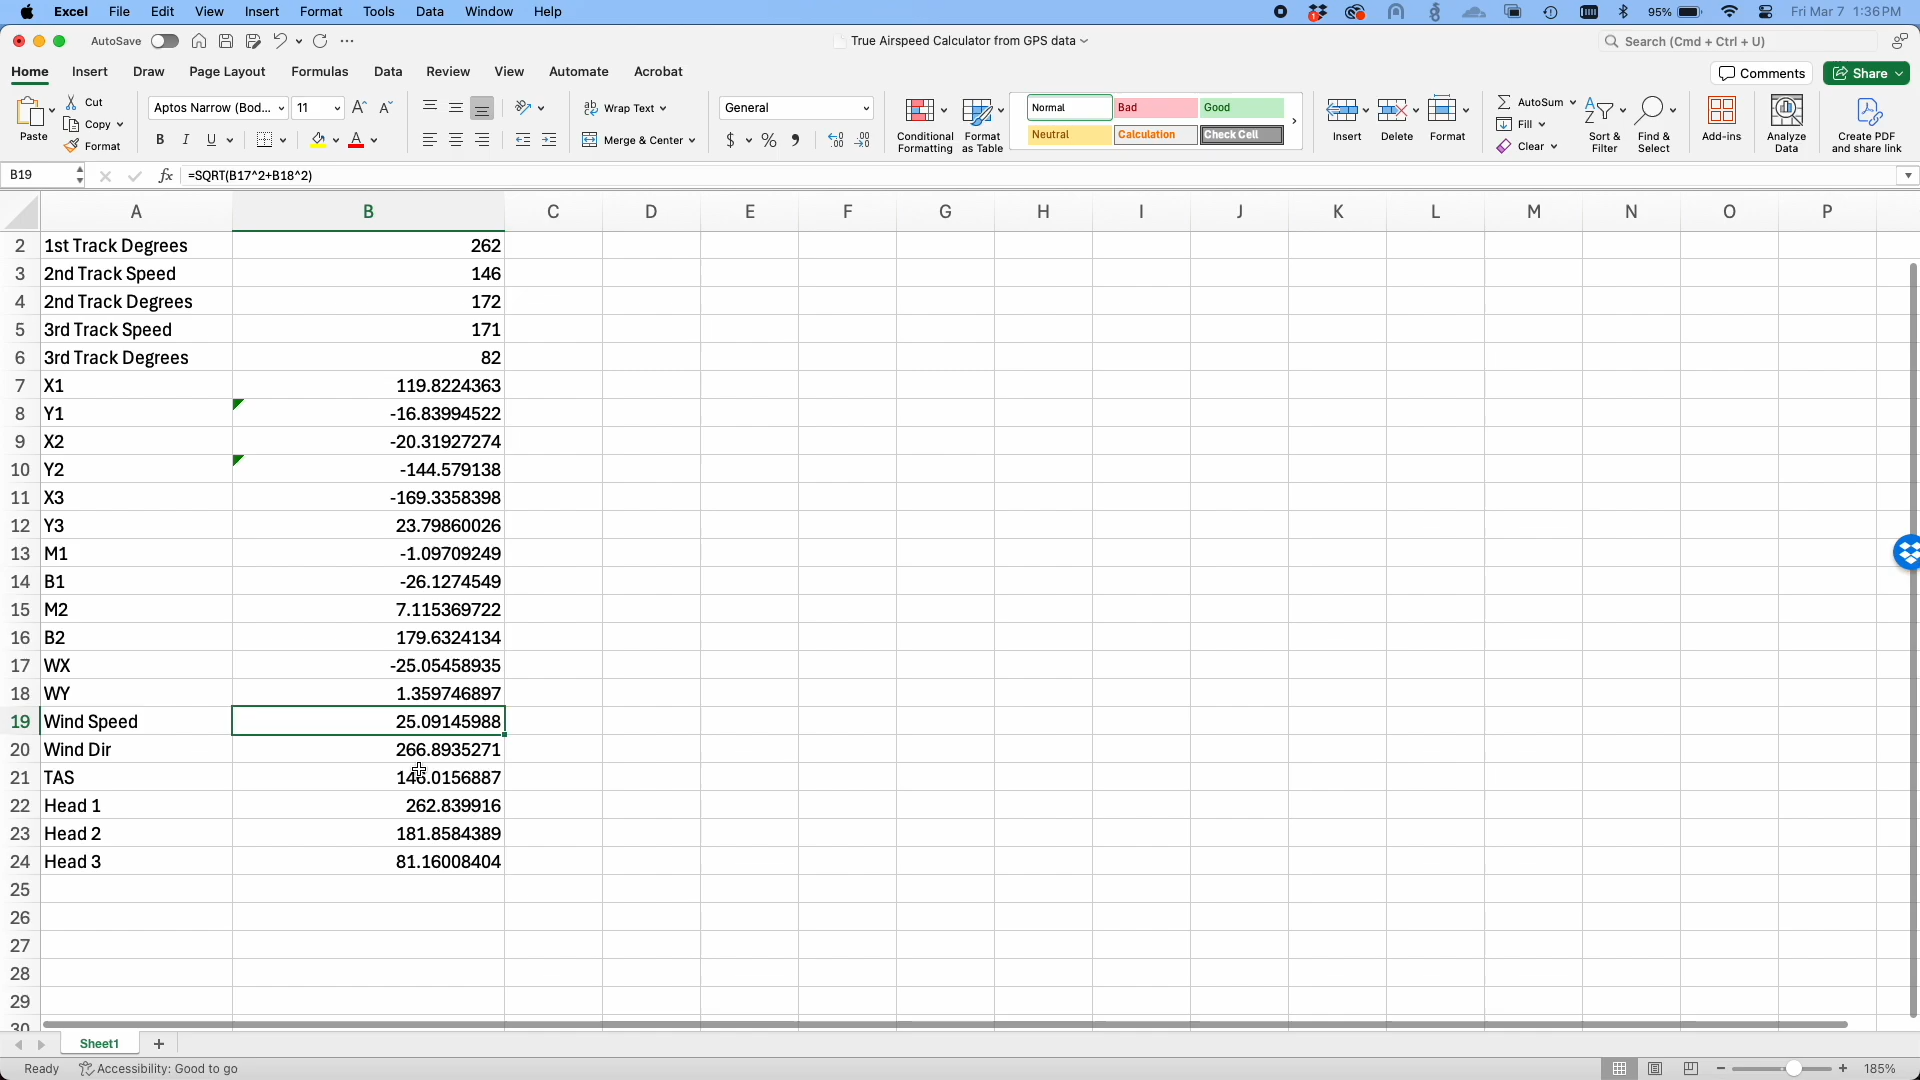 Excel File Edit View Insert Format Tools Data Window Help
1
95%
Fri Mar 7 1:36PM
AutoSave
True Airspeed Calculator from GPS data
Search (Cmd + Ctrl + U)
Home Insert Draw Page Layout Formulas Data Review View Automate Acrobat
Comments
Share
Paste
Cut
Copy
Format
Aptos Narrow (Bod...
11
Wrap Text
Merge & Center
General
Conditional Formatting
Format as Table
Normal Bad Good
Neutral Calculation Check Cell
Insert
Delete
Format
AutoSum
Fill
Clear
Sort & Filter
Find & Select
Add-ins
Analyze Data
Create PDF and share link
B19
fx =SQRT(B17^2+B18^2)
A B C D E F G H I J K L M N O P
2 1st Track Degrees 262
3 2nd Track Speed 146
4 2nd Track Degrees 172
5 3rd Track Speed 171
6 3rd Track Degrees 82
7 X1 119.8224363
8 Y1 -16.83994522
9 X2 -20.31927274
10 Y2 -144.579138
11 X3 -169.3358398
12 Y3 23.79860026
13 M1 -1.09709249
14 B1 -26.1274549
15 M2 7.115369722
16 B2 179.6324134
17 WX -25.05458935
18 WY 1.359746897
19 Wind Speed 25.09145988
20 Wind Dir 266.8935271
21 TAS 146.0156887
22 Head 1 262.839916
23 Head 2 181.8584389
24 Head 3 81.16008404
25
26
27
28
29
30
Sheet1
Ready
Accessibility: Good to go
185%